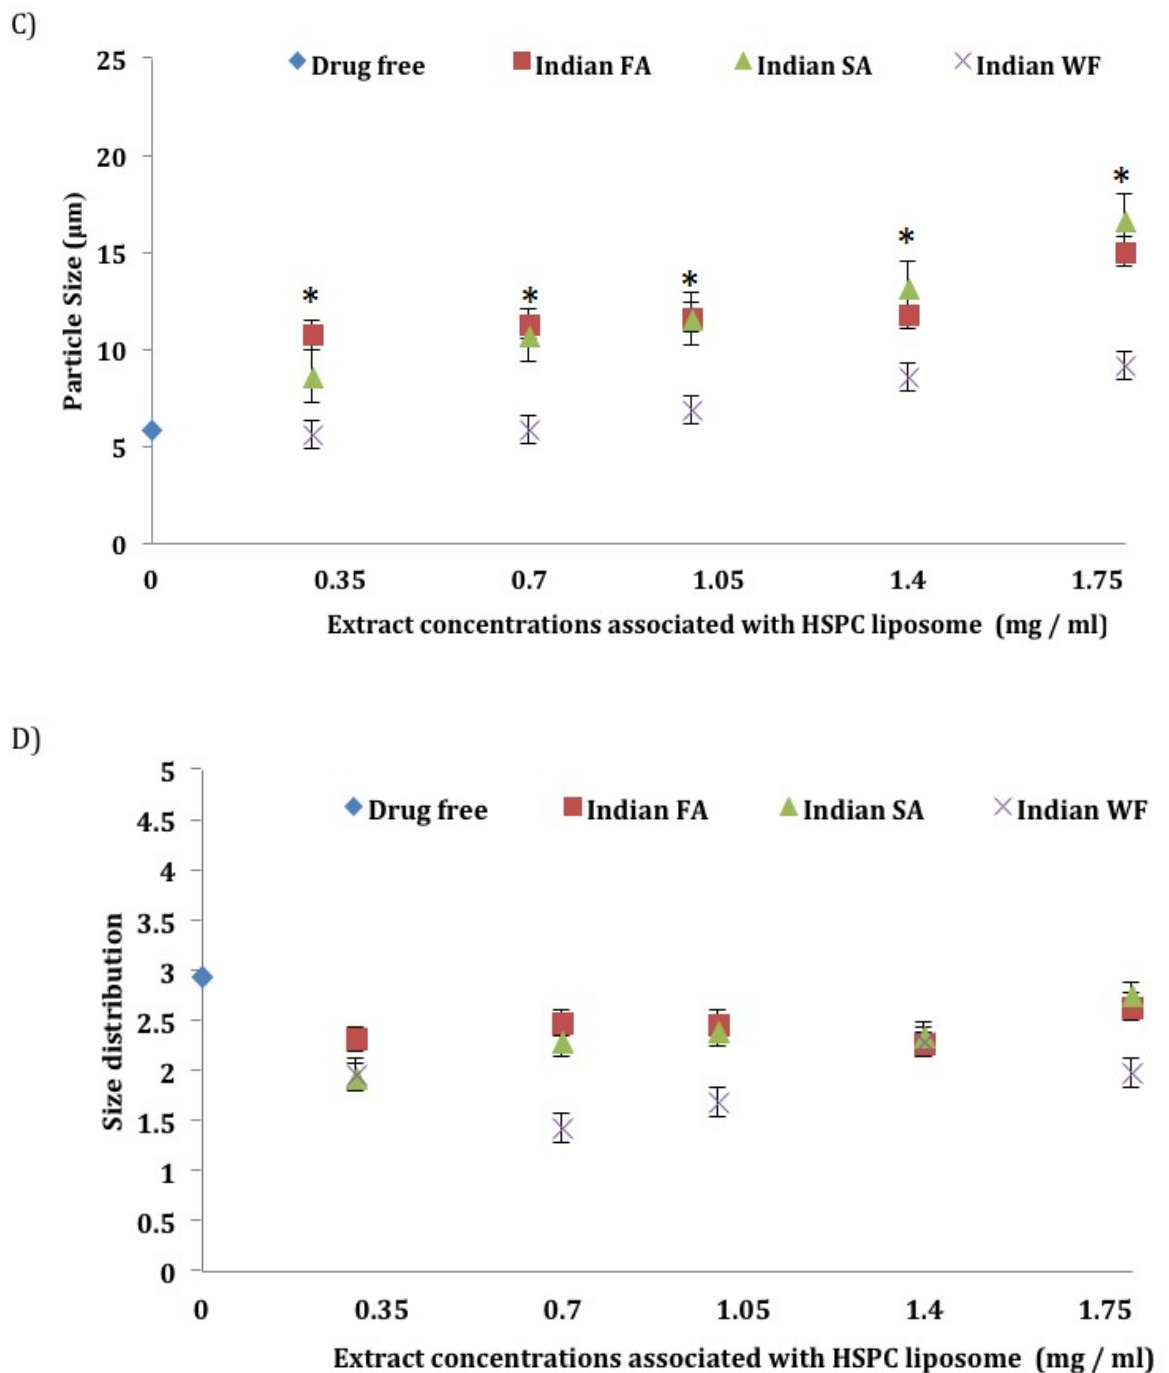 C)
25
Drug free Indian FA Indian SA Indian WF
20
*
*
15
* * *
10
5
0
Particle Size (µm)
0 0.35 0.7 1.05 1.4 1.75
Extract concentrations associated with HSPC liposome (mg / ml)
D)
5
Drug free Indian FA Indian SA Indian WF
4.5
4
3.5
3
2.5
2
1.5
1
0.5
0
Size distribution
0 0.35 0.7 1.05 1.4 1.75
Extract concentrations associated with HSPC liposome (mg / ml)